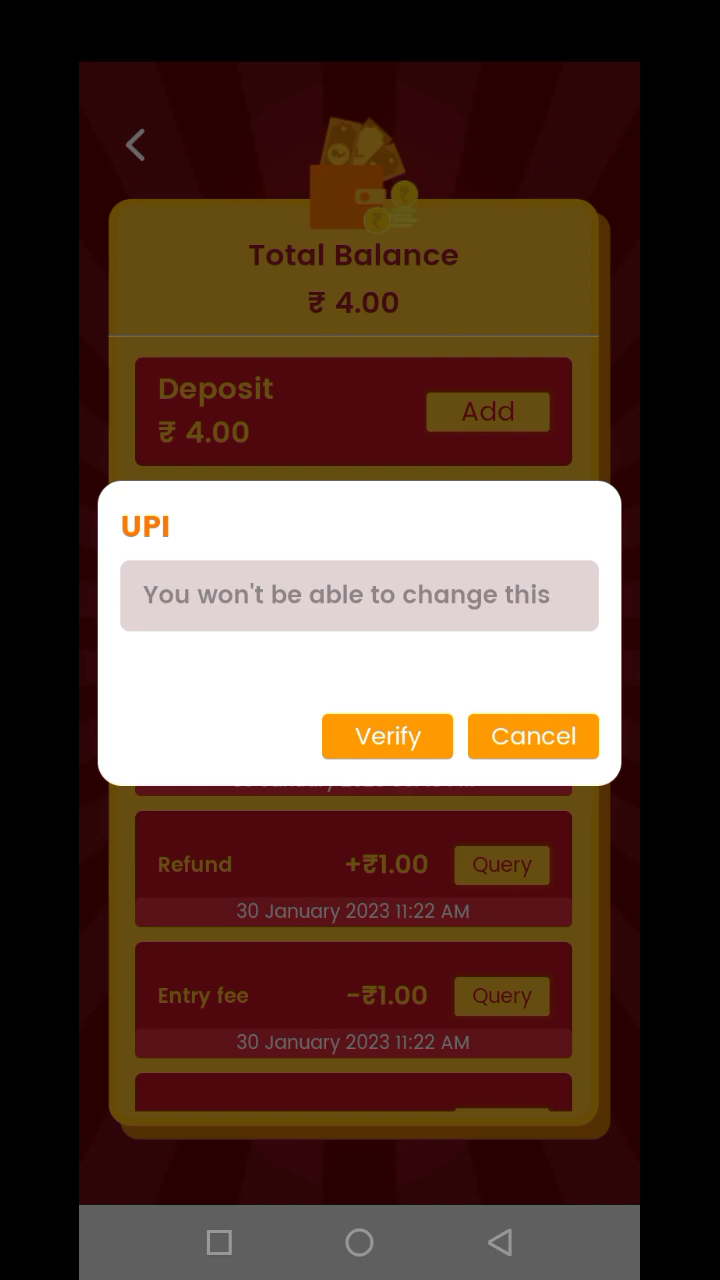 Total Balance
₹ 4.00
Deposit
₹ 4.00
Add
UPI
You won't be able to change this
Verify
Cancel
Refund
+₹1.00
Query
30 January 2023 11:22 AM
Entry fee
-₹1.00
Query
30 January 2023 11:22 AM